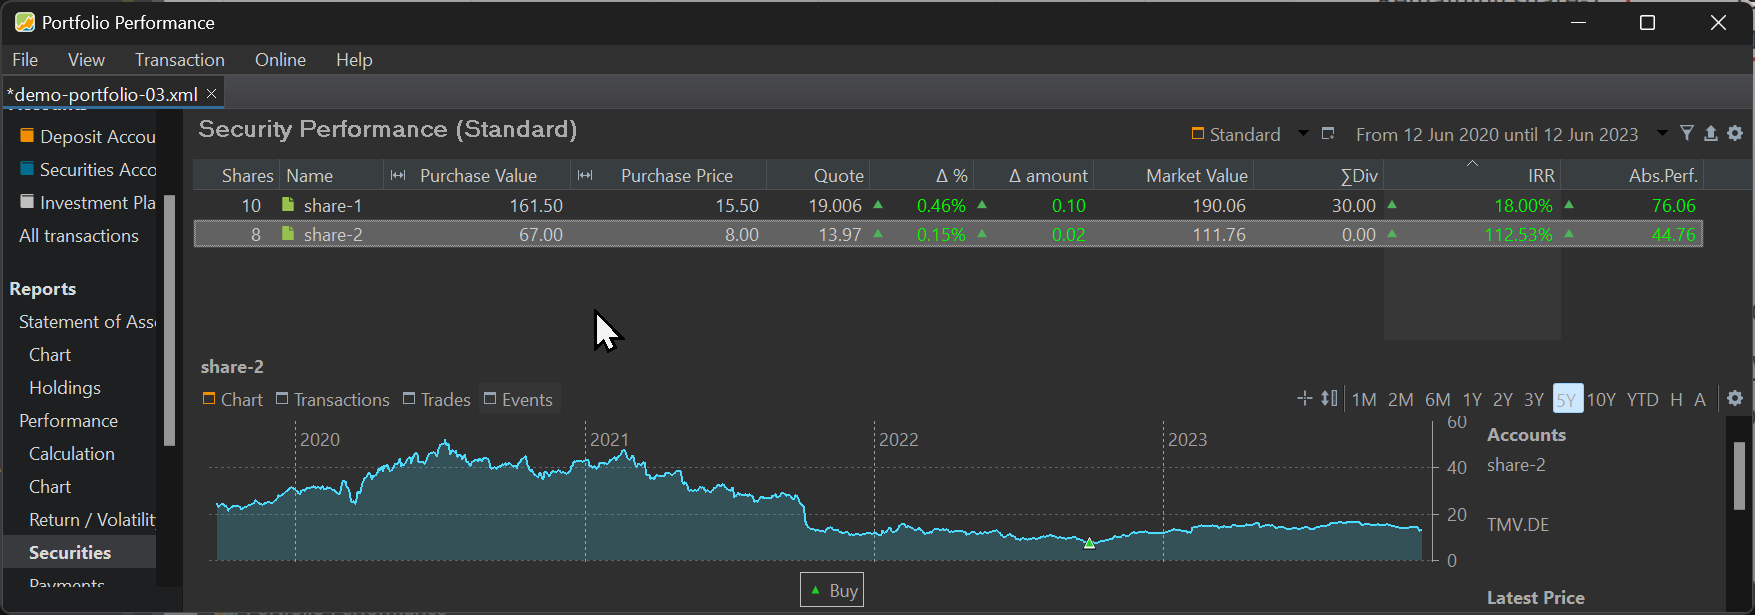 Portfolio Performance
File View Transaction Online Help
*demo-portfolio-03.xml
Deposit Accou
Securities Acco
Investment Pla
All transactions
Reports
Statement of Asse
Chart
Holdings
Performance
Calculation
Chart
Return / Volatilit
Securities
Payments
Security Performance (Standard)
Standard From 12 Jun 2020 until 12 Jun 2023
Shares Name Purchase Value Purchase Price Quote Δ % Δ amount Market Value ∑Div IRR Abs.Perf.
10 share-1 161.50 15.50 19.006 0.46% 0.10 190.06 30.00 18.00% 76.06
8 share-2 67.00 8.00 13.97 0.15% 0.02 111.76 0.00 112.53% 44.76
share-2
Chart Transactions Trades Events 1M 2M 6M 1Y 2Y 3Y 5Y 10Y YTD H A
2020 2021 2022 2023
60
40
20
0
Buy
Accounts
share-2
TMV.DE
Latest Price